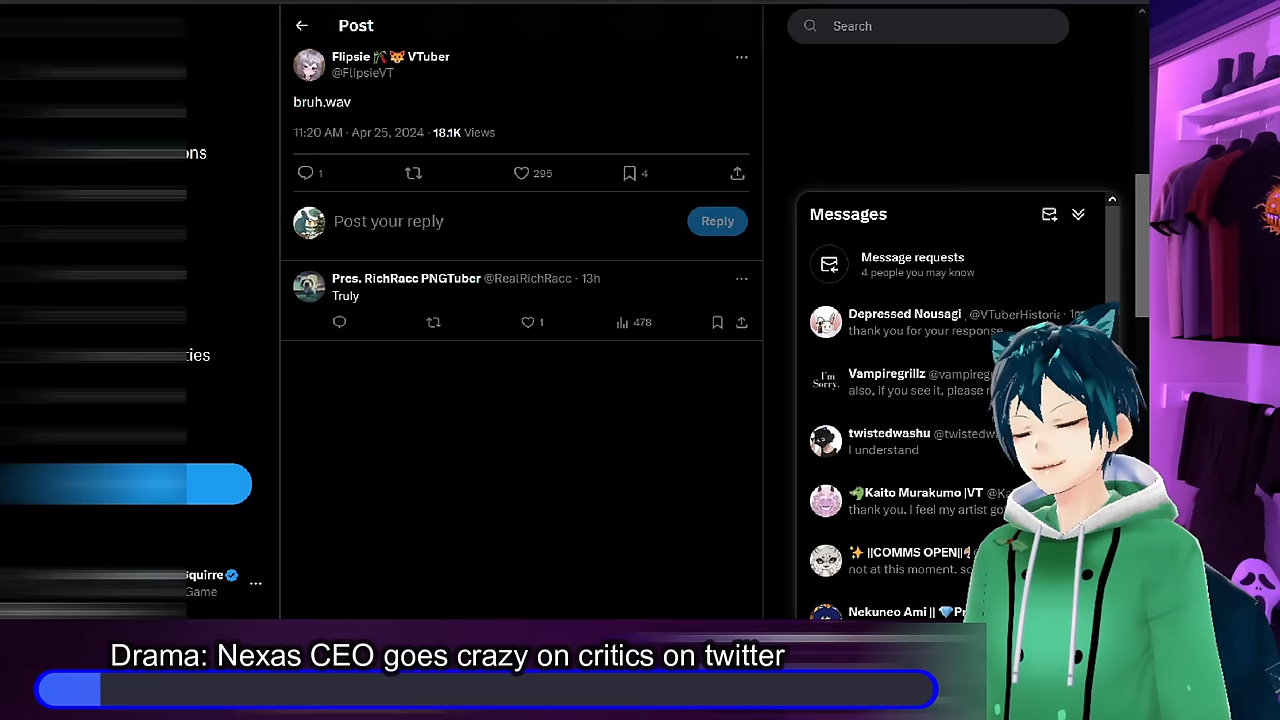 Post
Flipsie 🎋🦊 VTuber
@FlipsieVT
bruh.wav
11:20 AM · Apr 25, 2024 · 18.1K Views
1
295
4
Post your reply
Reply
Pres. RichRacc PNGTuber @RealRichRacc · 13h
Truly
1
478
Search
Messages
Message requests
4 people you may know
Depressed Nousagi @VTuberHistoria ·
thank you for your response
Vampiregrillz
also, if you see it, please
I'm
Sorry.
twistedwashu
I understand
Kaito Murakumo |VT
thank you. I feel my artist
✨ ||COMMS OPEN||
not at this moment.
Nekuneo Ami || 💎
ons
ties
Squirre
Game
Drama: Nexas CEO goes crazy on critics on twitter